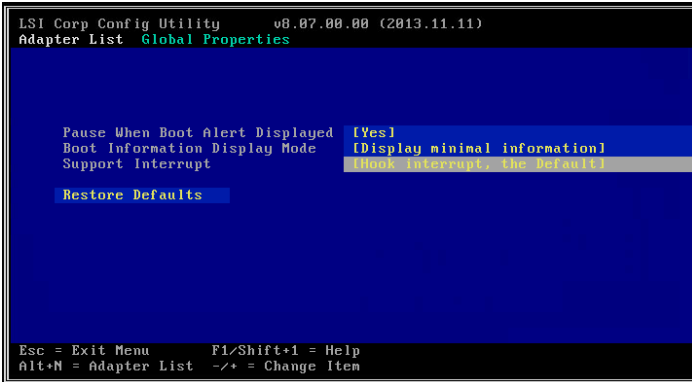 LSI Corp Config Utility v8.07.00.00 (2013.11.11)
Adapter List Global Properties
Pause When Boot Alert Displayed [Yes]
Boot Information Display Mode [Display minimal information]
Support Interrupt [Hook interrupt, the Default]
Restore Defaults
Esc = Exit Menu F1/Shift+1 = Help
Alt+N = Adapter List -/+ = Change Item